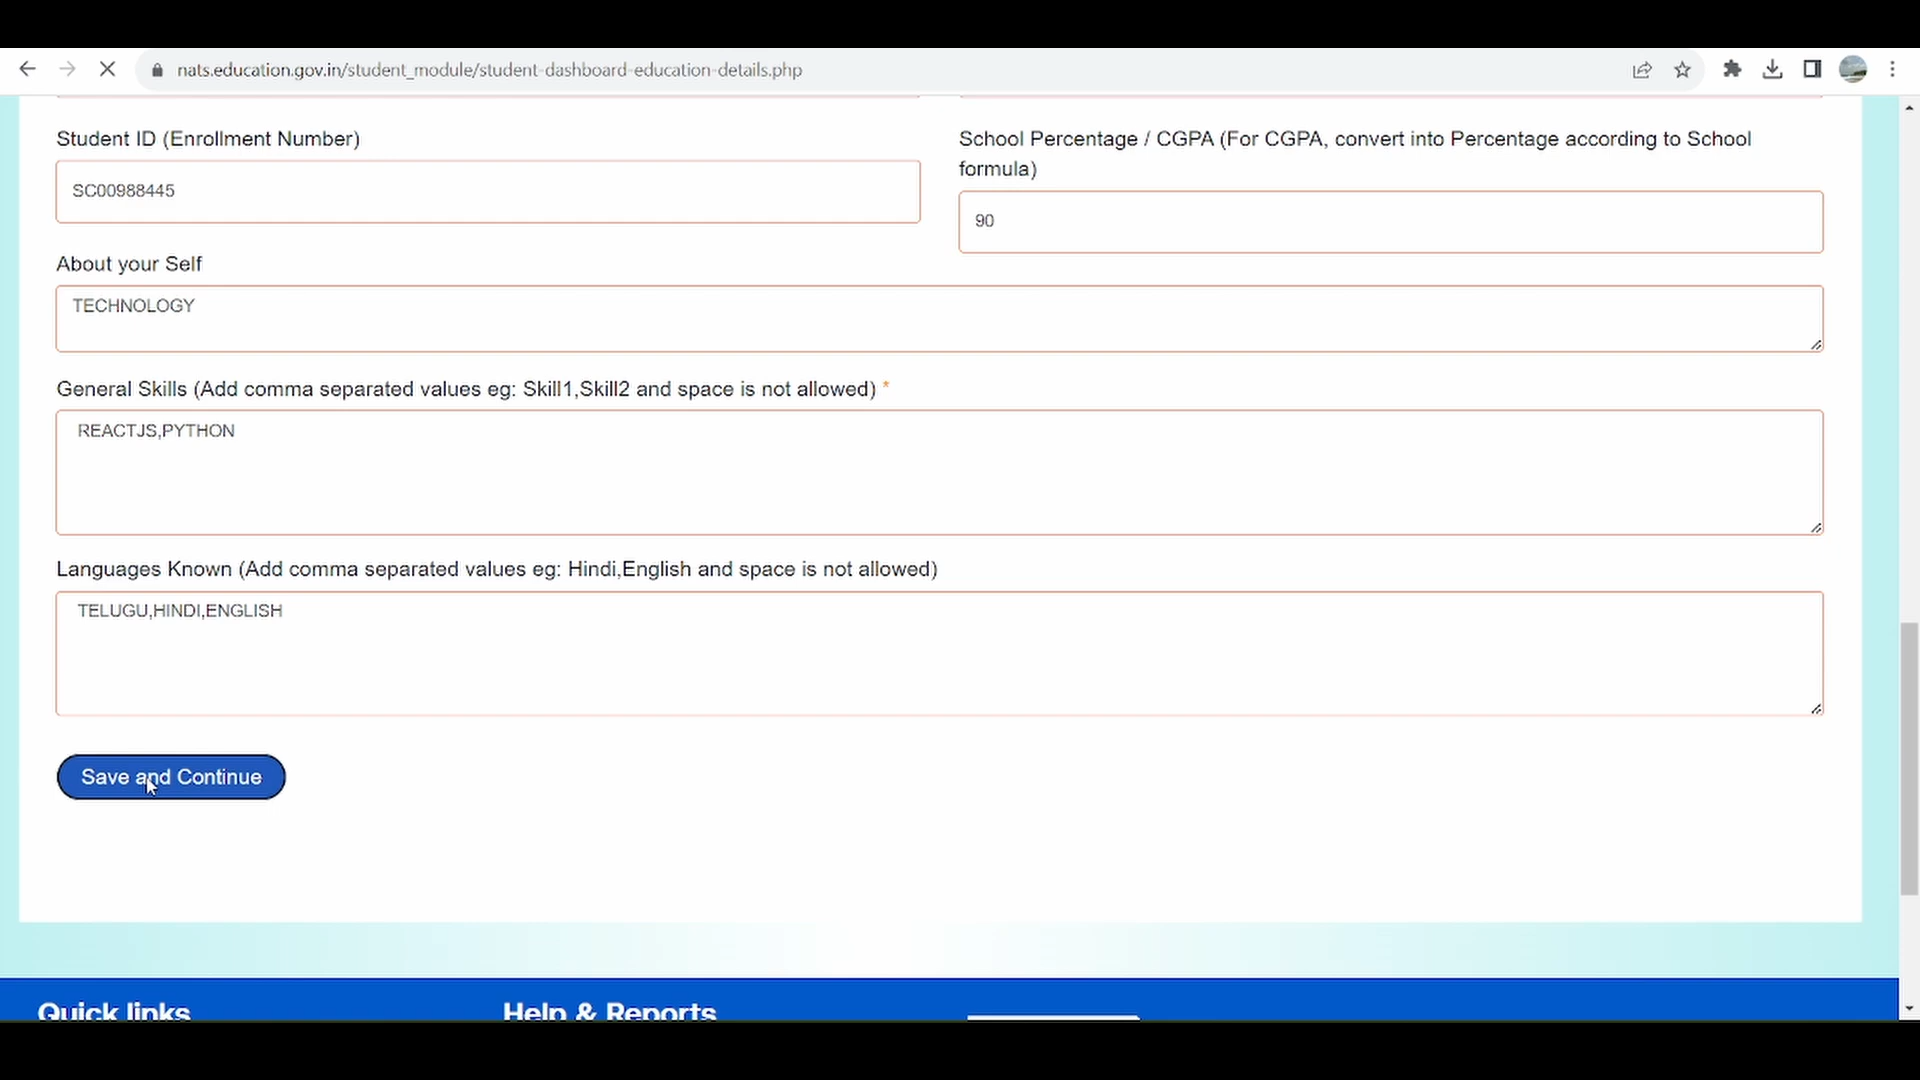 nats.education.gov.in/student_module/student-dashboard-education-details.php
Student ID (Enrollment Number)
SC00988445
School Percentage / CGPA (For CGPA, convert into Percentage according to School
formula)
90
About your Self
TECHNOLOGY
General Skills (Add comma separated values eg: Skill1,Skill2 and space is not allowed) *
REACTJS,PYTHON
Languages Known (Add comma separated values eg: Hindi,English and space is not allowed)
TELUGU,HINDI,ENGLISH
Save and Continue
Quick links
Help & Reports